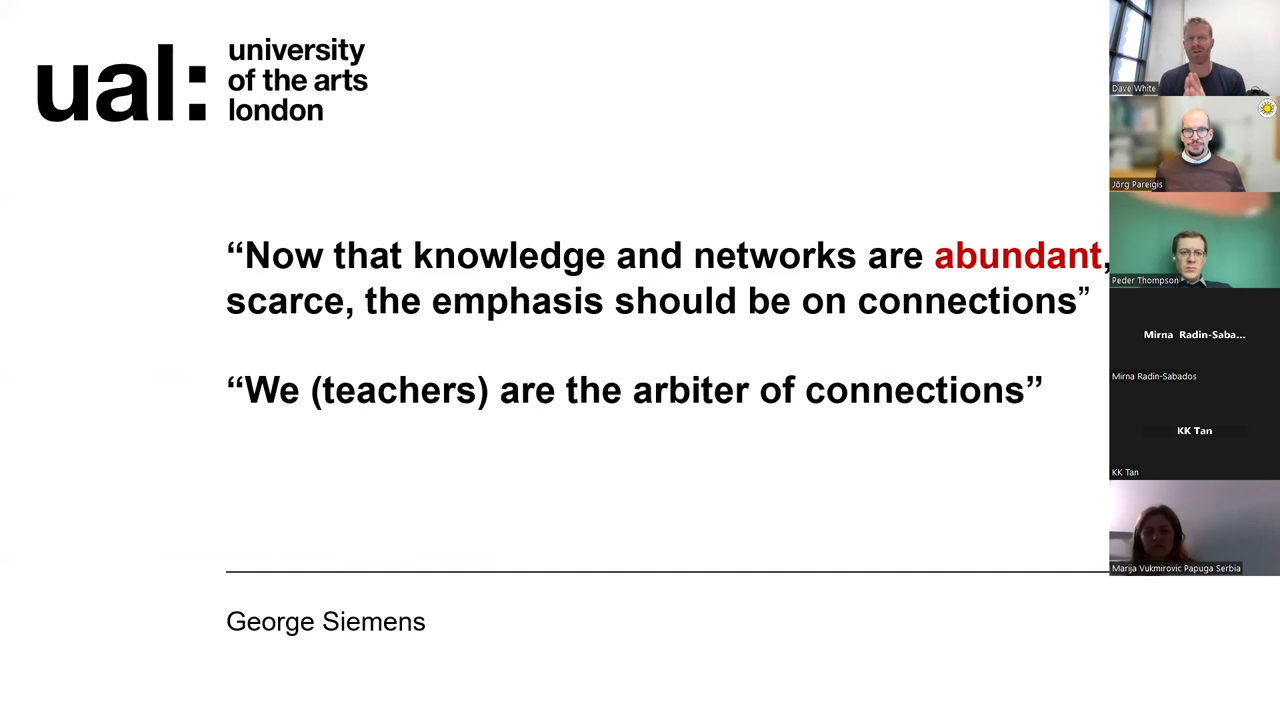 ual:
university
of the arts
london
“Now that knowledge and networks are abundant,
scarce, the emphasis should be on connections”
“We (teachers) are the arbiter of connections”
George Siemens
Dave White
Jörg Pareigis
Peder Thompson
Mirna Radin-Saba...
Mirna Radin-Sabados
KK Tan
KK Tan
Marija Vukmirovic Papuga Serbia